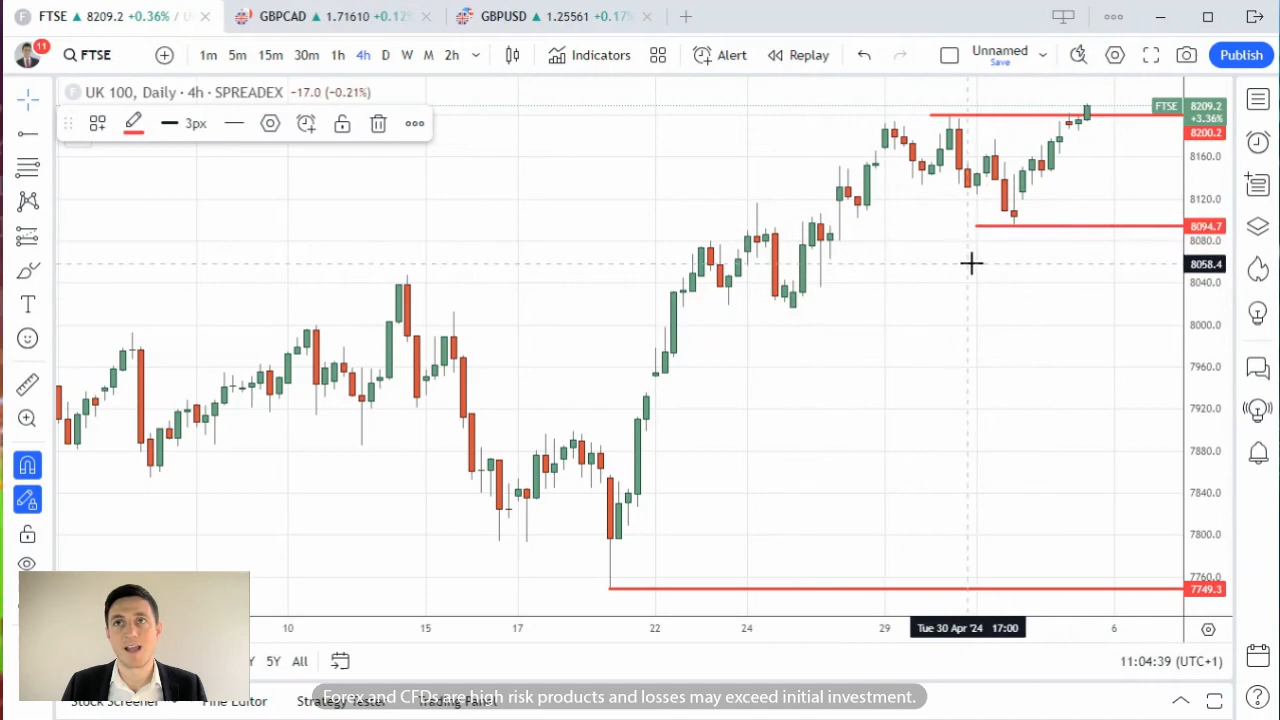 FTSE ▲ 8209.2 +0.36% / U
GBPCAD ▲ 1.71610 +0.12%
GBPUSD ▲ 1.25561 +0.17%
11
FTSE
1m 5m 15m 30m 1h 4h D W M 2h
Indicators
Alert
Replay
Unnamed
Save
Publish
F UK 100, Daily · 4h · SPREADEX −17.0 (−0.21%)
3px
FTSE 8209.2
+3.36%
8200.2
8160.0
8120.0
8094.7
8080.0
8058.4
8040.0
8000.0
7960.0
7920.0
7880.0
7840.0
7800.0
7760.0
7749.3
10 15 17 22 24 29 Tue 30 Apr '24 17:00 6
5Y All
11:04:39 (UTC+1)
Forex and CFDs are high risk products and losses may exceed initial investment.
Stock Screener Pine Editor Strategy Tester Trading Panel